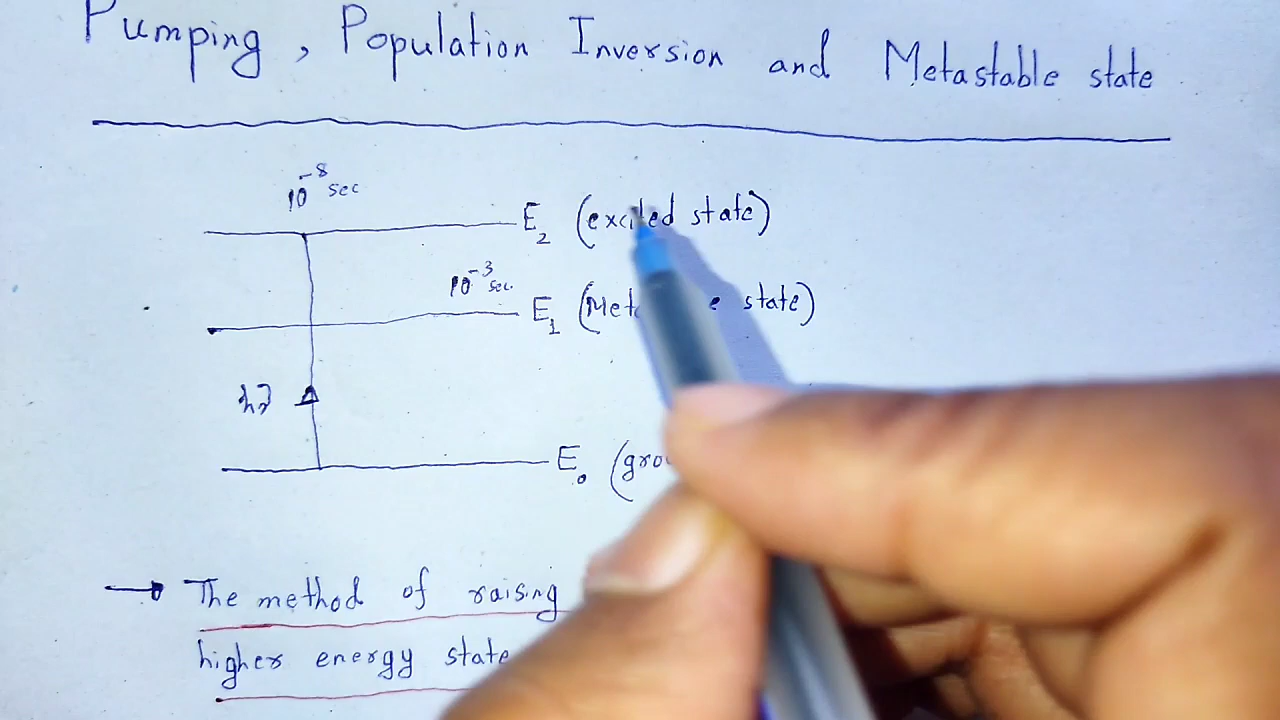 Pumping, Population Inversion and Metastable state
10⁻⁸ sec
E₂ (excited state)
10⁻³ sec.
E₁ (Met e state)
hν
E₀ (gro
→ The method of raising
higher energy state